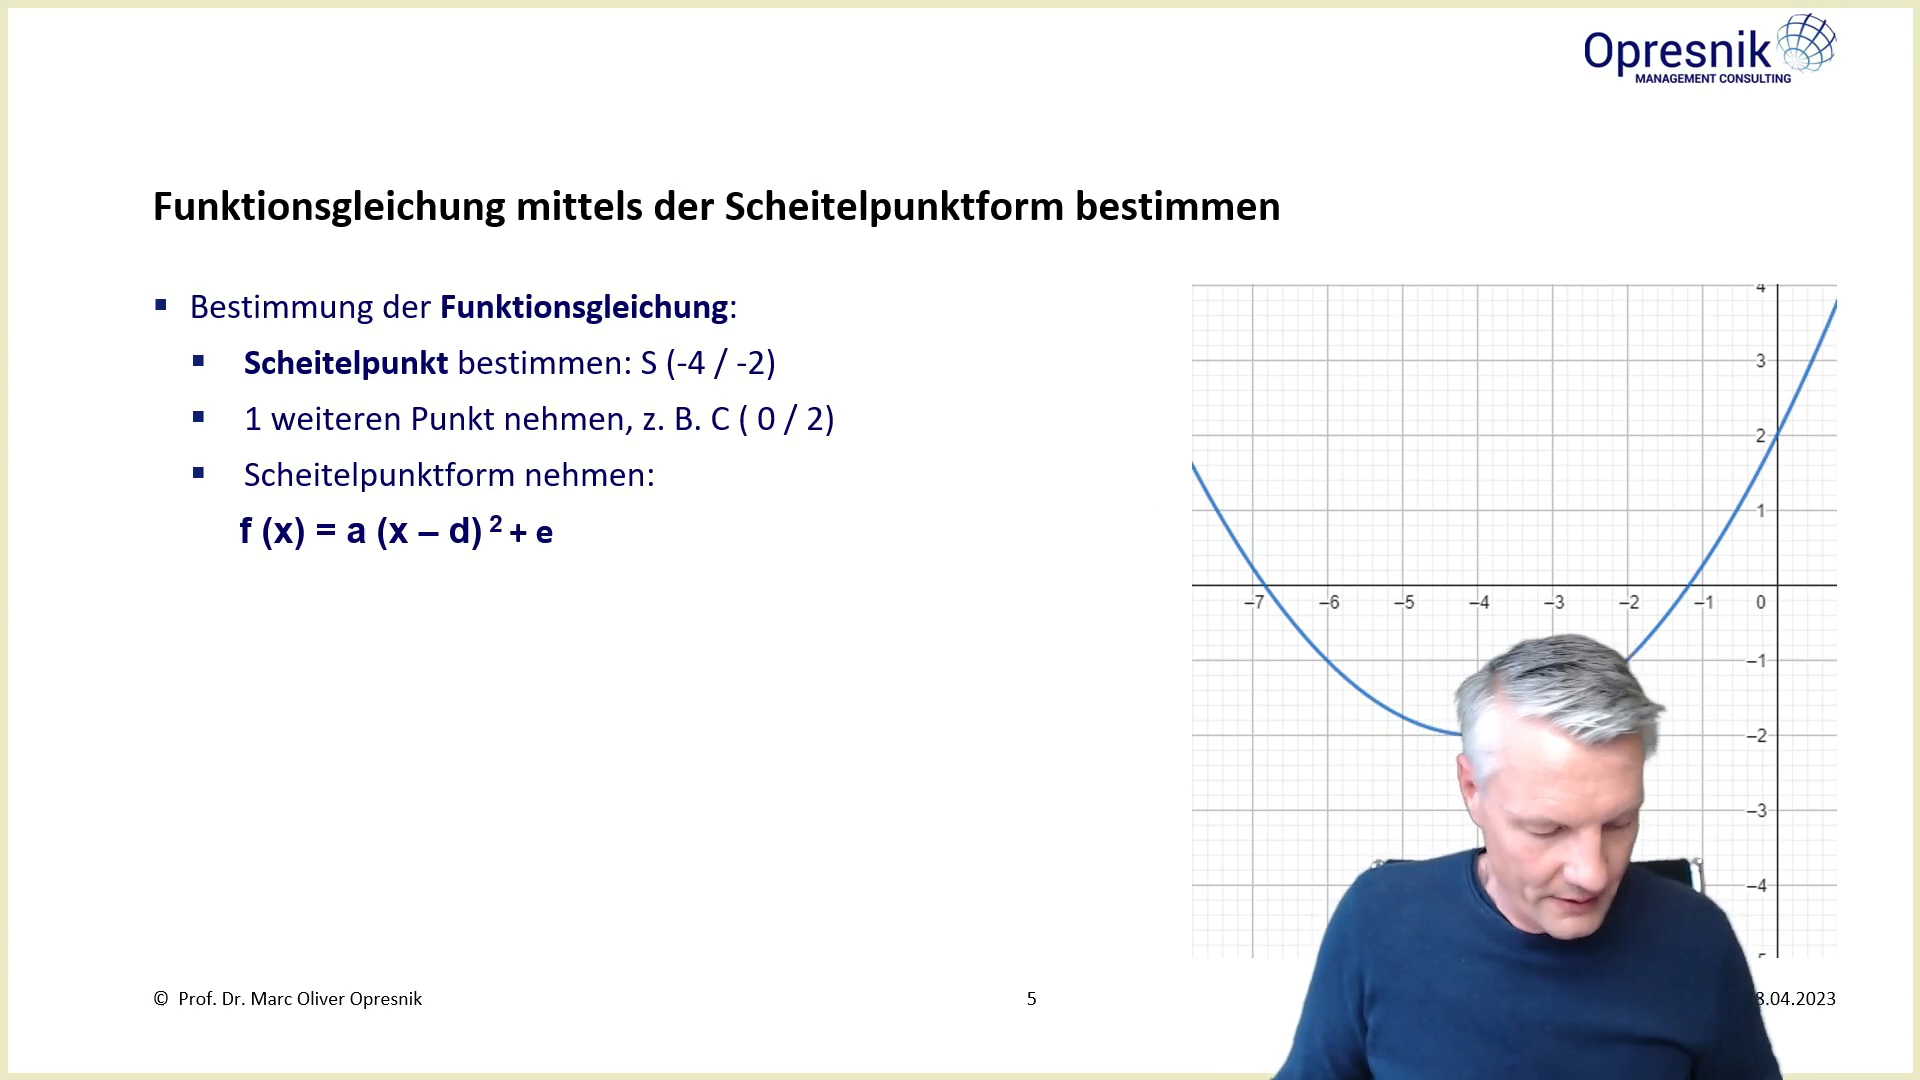 Opresnik
MANAGEMENT CONSULTING
Funktionsgleichung mittels der Scheitelpunktform bestimmen
Bestimmung der Funktionsgleichung:
Scheitelpunkt bestimmen: S (-4 / -2)
1 weiteren Punkt nehmen, z. B. C ( 0 / 2)
Scheitelpunktform nehmen:
f (x) = a (x – d) ² + e
4
3
2
1
–7 –6 –5 –4 –3 –2 –1 0
–1
–2
–3
–4
© Prof. Dr. Marc Oliver Opresnik
5
.04.2023